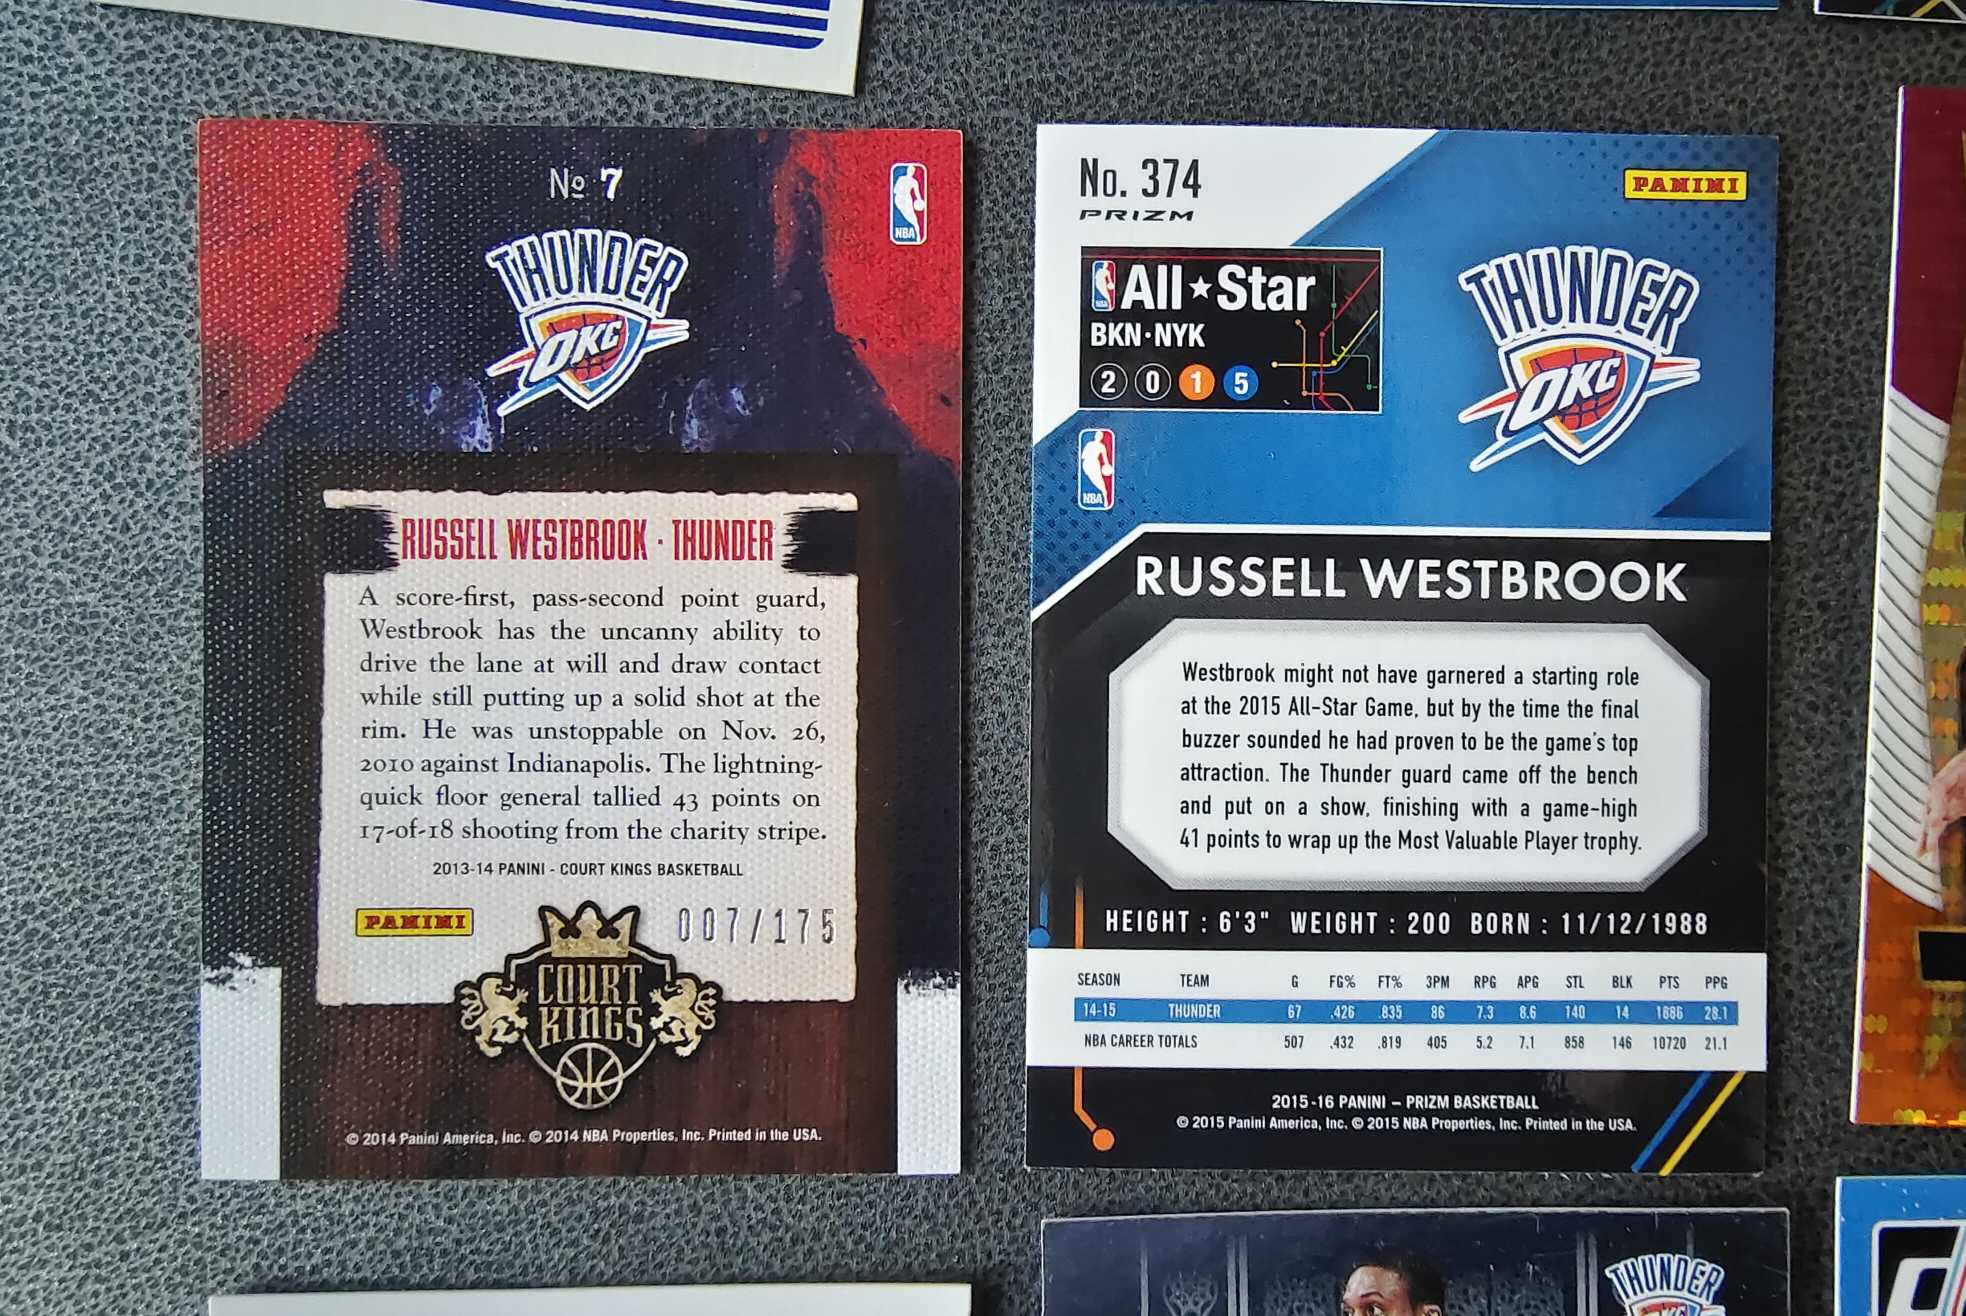 No 7
NBA
THUNDER
OKC
RUSSELL WESTBROOK · THUNDER
A score-first, pass-second point guard,
Westbrook has the uncanny ability to
drive the lane at will and draw contact
while still putting up a solid shot at the
rim. He was unstoppable on Nov. 26,
2010 against Indianapolis. The lightning-
quick floor general tallied 43 points on
17-of-18 shooting from the charity stripe.
2013-14 PANINI - COURT KINGS BASKETBALL
PANINI
007/175
COURT
KINGS
© 2014 Panini America, Inc. © 2014 NBA Properties, Inc. Printed in the USA.
No. 374
PRIZM
PANINI
NBA
All★Star
BKN·NYK
2015
THUNDER
OKC
NBA
RUSSELL WESTBROOK
Westbrook might not have garnered a starting role
at the 2015 All-Star Game, but by the time the final
buzzer sounded he had proven to be the game's top
attraction. The Thunder guard came off the bench
and put on a show, finishing with a game-high
41 points to wrap up the Most Valuable Player trophy.
HEIGHT : 6'3" WEIGHT : 200 BORN : 11/12/1988
SEASON TEAM G FG% FT% 3PM RPG APG STL BLK PTS PPG
14-15 THUNDER 67 .426 .835 86 7.3 8.6 140 14 1886 28.1
NBA CAREER TOTALS 507 .432 .819 405 5.2 7.1 858 146 10720 21.1
2015-16 PANINI – PRIZM BASKETBALL
© 2015 Panini America, Inc. © 2015 NBA Properties, Inc. Printed in the USA.
THUNDER